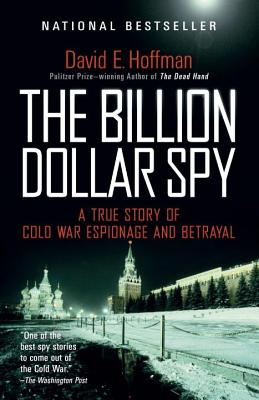 NATIONAL BESTSELLER
David E. Hoffman
Pulitzer Prize–winning Author of The Dead Hand
THE BILLION
DOLLAR SPY
A TRUE STORY OF
COLD WAR ESPIONAGE AND BETRAYAL
"One of the
best spy stories
to come out of
the Cold War."
—The Washington Post